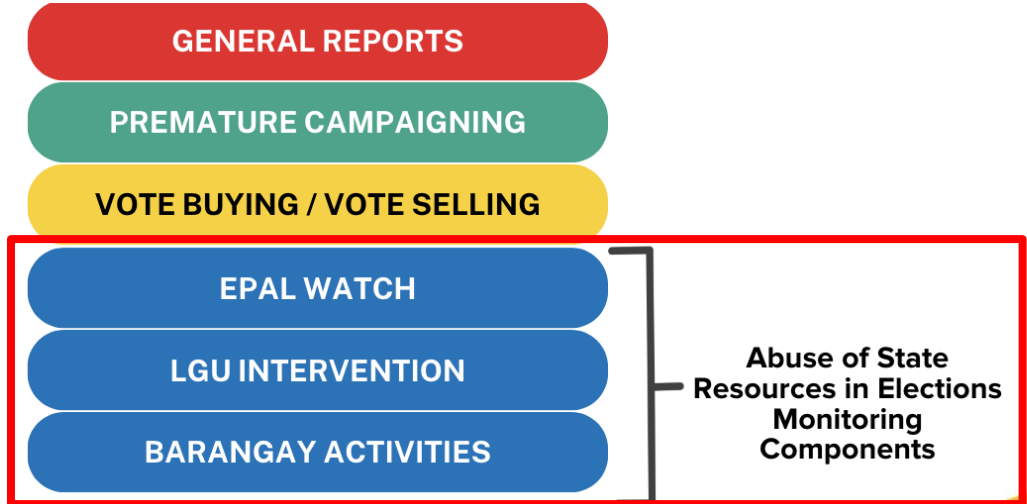 GENERAL REPORTS
PREMATURE CAMPAIGNING
VOTE BUYING / VOTE SELLING
EPAL WATCH
LGU INTERVENTION
BARANGAY ACTIVITIES
Abuse of State
Resources in Elections
Monitoring
Components